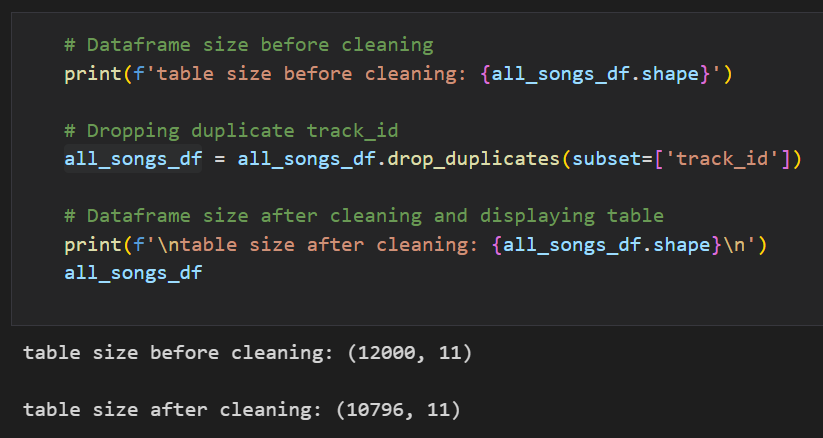 # Dataframe size before cleaning
print(f'table size before cleaning: {all_songs_df.shape}')
# Dropping duplicate track_id
all_songs_df = all_songs_df.drop_duplicates(subset=['track_id'])
# Dataframe size after cleaning and displaying table
print(f'\ntable size after cleaning: {all_songs_df.shape}\n')
all_songs_df
table size before cleaning: (12000, 11)
table size after cleaning: (10796, 11)